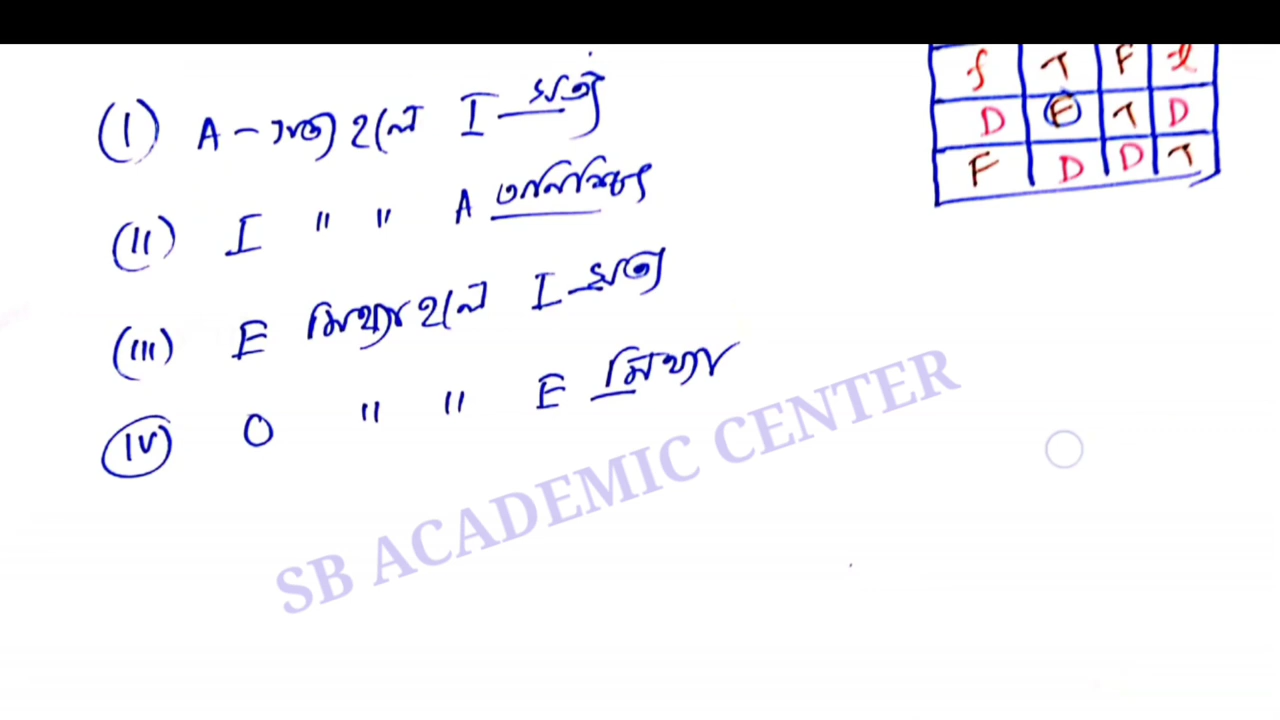 f T F f
(I) A - সত্য হলে I - সত্য
D F T D
F D D T
(II) I " " A অনিশ্চিত
(III) E মিথ্যা হলে I - সত্য
(IV) O " " E মিথ্যা
SB ACADEMIC CENTER